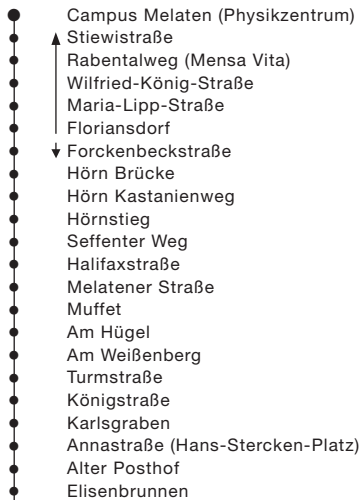 Campus Melaten (Physikzentrum)
Stiewistraße
Rabentalweg (Mensa Vita)
Wilfried-König-Straße
Maria-Lipp-Straße
Floriansdorf
Forckenbeckstraße
Hörn Brücke
Hörn Kastanienweg
Hörnstieg
Seffenter Weg
Halifaxstraße
Melatener Straße
Muffet
Am Hügel
Am Weißenberg
Turmstraße
Königstraße
Karlsgraben
Annastraße (Hans-Stercken-Platz)
Alter Posthof
Elisenbrunnen